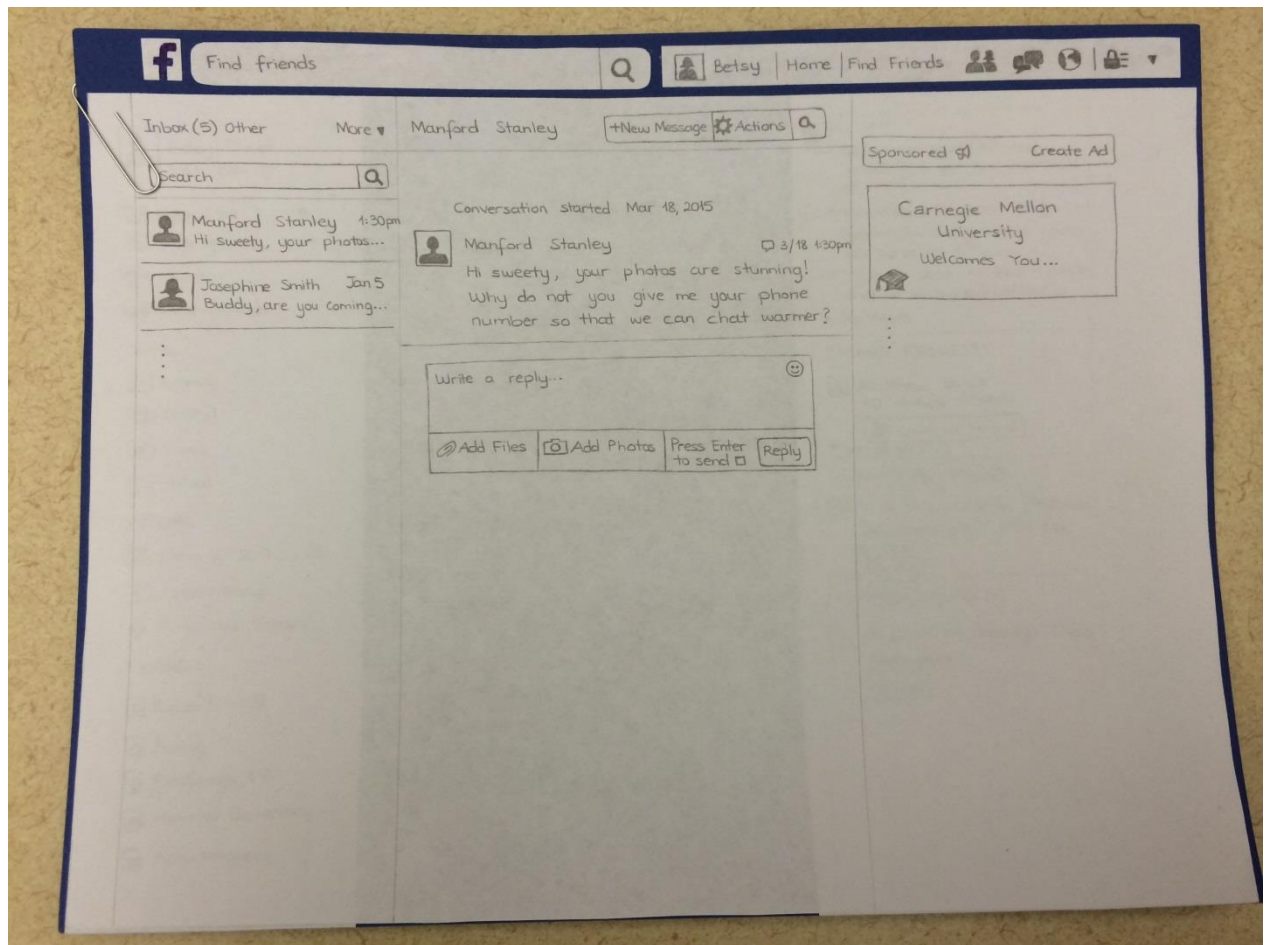 f
Find friends
Betsy | Home | Find Friends
Inbox (5) Other More ▾
Search
Manford Stanley 1:30pm
Hi sweety, your photos...
Josephine Smith Jan 5
Buddy, are you coming...
Manford Stanley
+New Message Actions
Conversation started Mar 18, 2015
Manford Stanley 3/18 1:30pm
Hi sweety, your photos are stunning!
Why do not you give me your phone
number so that we can chat warmer?
Write a reply...
Add Files
Add Photos
Press Enter
to send
Reply
Sponsored Create Ad
Carnegie Mellon
University
Welcomes You...